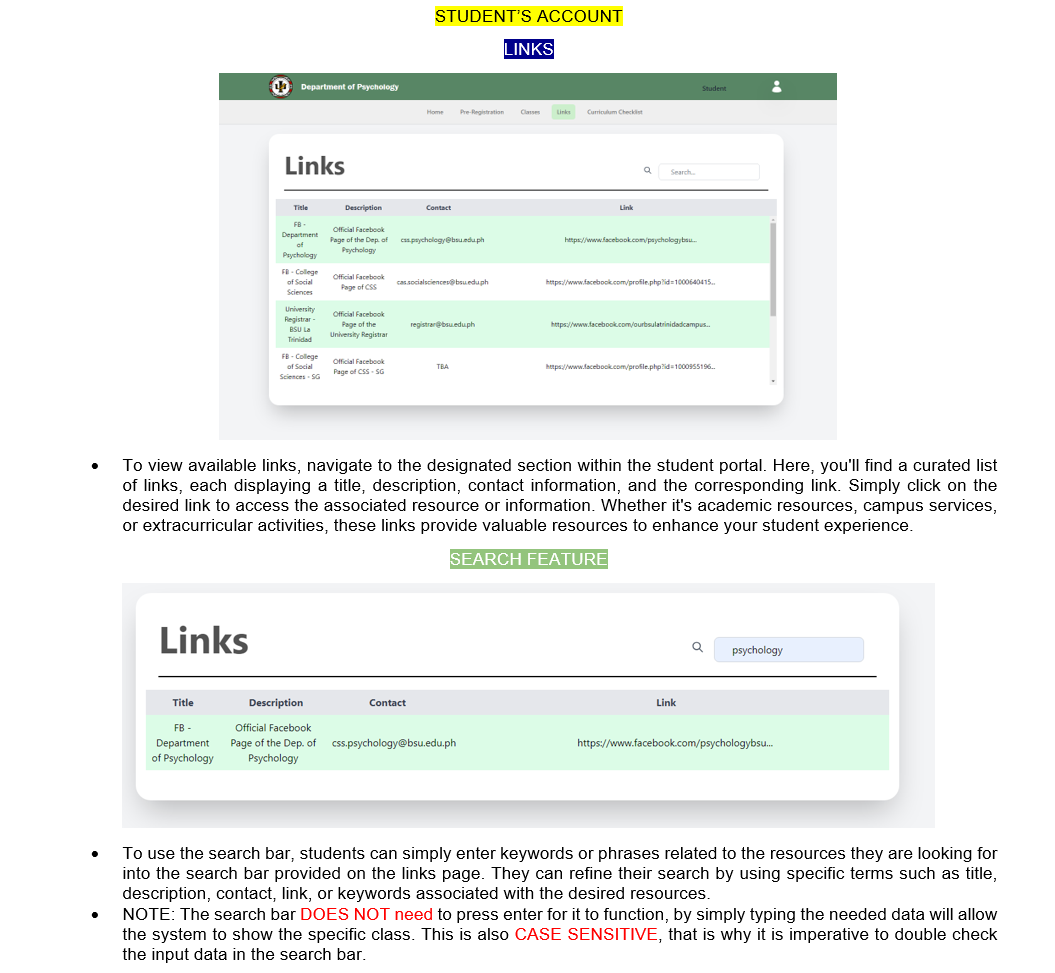 STUDENT'S ACCOUNT
LINKS
Department of Psychology
Student
Home Pre-Registration Classes Links Curriculum Checklist
Links
Search...
Title Description Contact Link
FB - Department of Psychology Official Facebook Page of the Dep. of Psychology css.psychology@bsu.edu.ph https://www.facebook.com/psychologybsu...
FB - College of Social Sciences Official Facebook Page of CSS cas.socialsciences@bsu.edu.ph https://www.facebook.com/profile.php?id=1000640415...
University Registrar - BSU La Trinidad Official Facebook Page of the University Registrar registrar@bsu.edu.ph https://www.facebook.com/ourbsulatrinidadcampus...
FB - College of Social Sciences - SG Official Facebook Page of CSS - SG TBA https://www.facebook.com/profile.php?id=1000955196...
• To view available links, navigate to the designated section within the student portal. Here, you'll find a curated list
of links, each displaying a title, description, contact information, and the corresponding link. Simply click on the
desired link to access the associated resource or information. Whether it's academic resources, campus services,
or extracurricular activities, these links provide valuable resources to enhance your student experience.
SEARCH FEATURE
Links
psychology
Title Description Contact Link
FB - Department of Psychology Official Facebook Page of the Dep. of Psychology css.psychology@bsu.edu.ph https://www.facebook.com/psychologybsu...
• To use the search bar, students can simply enter keywords or phrases related to the resources they are looking for
into the search bar provided on the links page. They can refine their search by using specific terms such as title,
description, contact, link, or keywords associated with the desired resources.
• NOTE: The search bar DOES NOT need to press enter for it to function, by simply typing the needed data will allow
the system to show the specific class. This is also CASE SENSITIVE, that is why it is imperative to double check
the input data in the search bar.